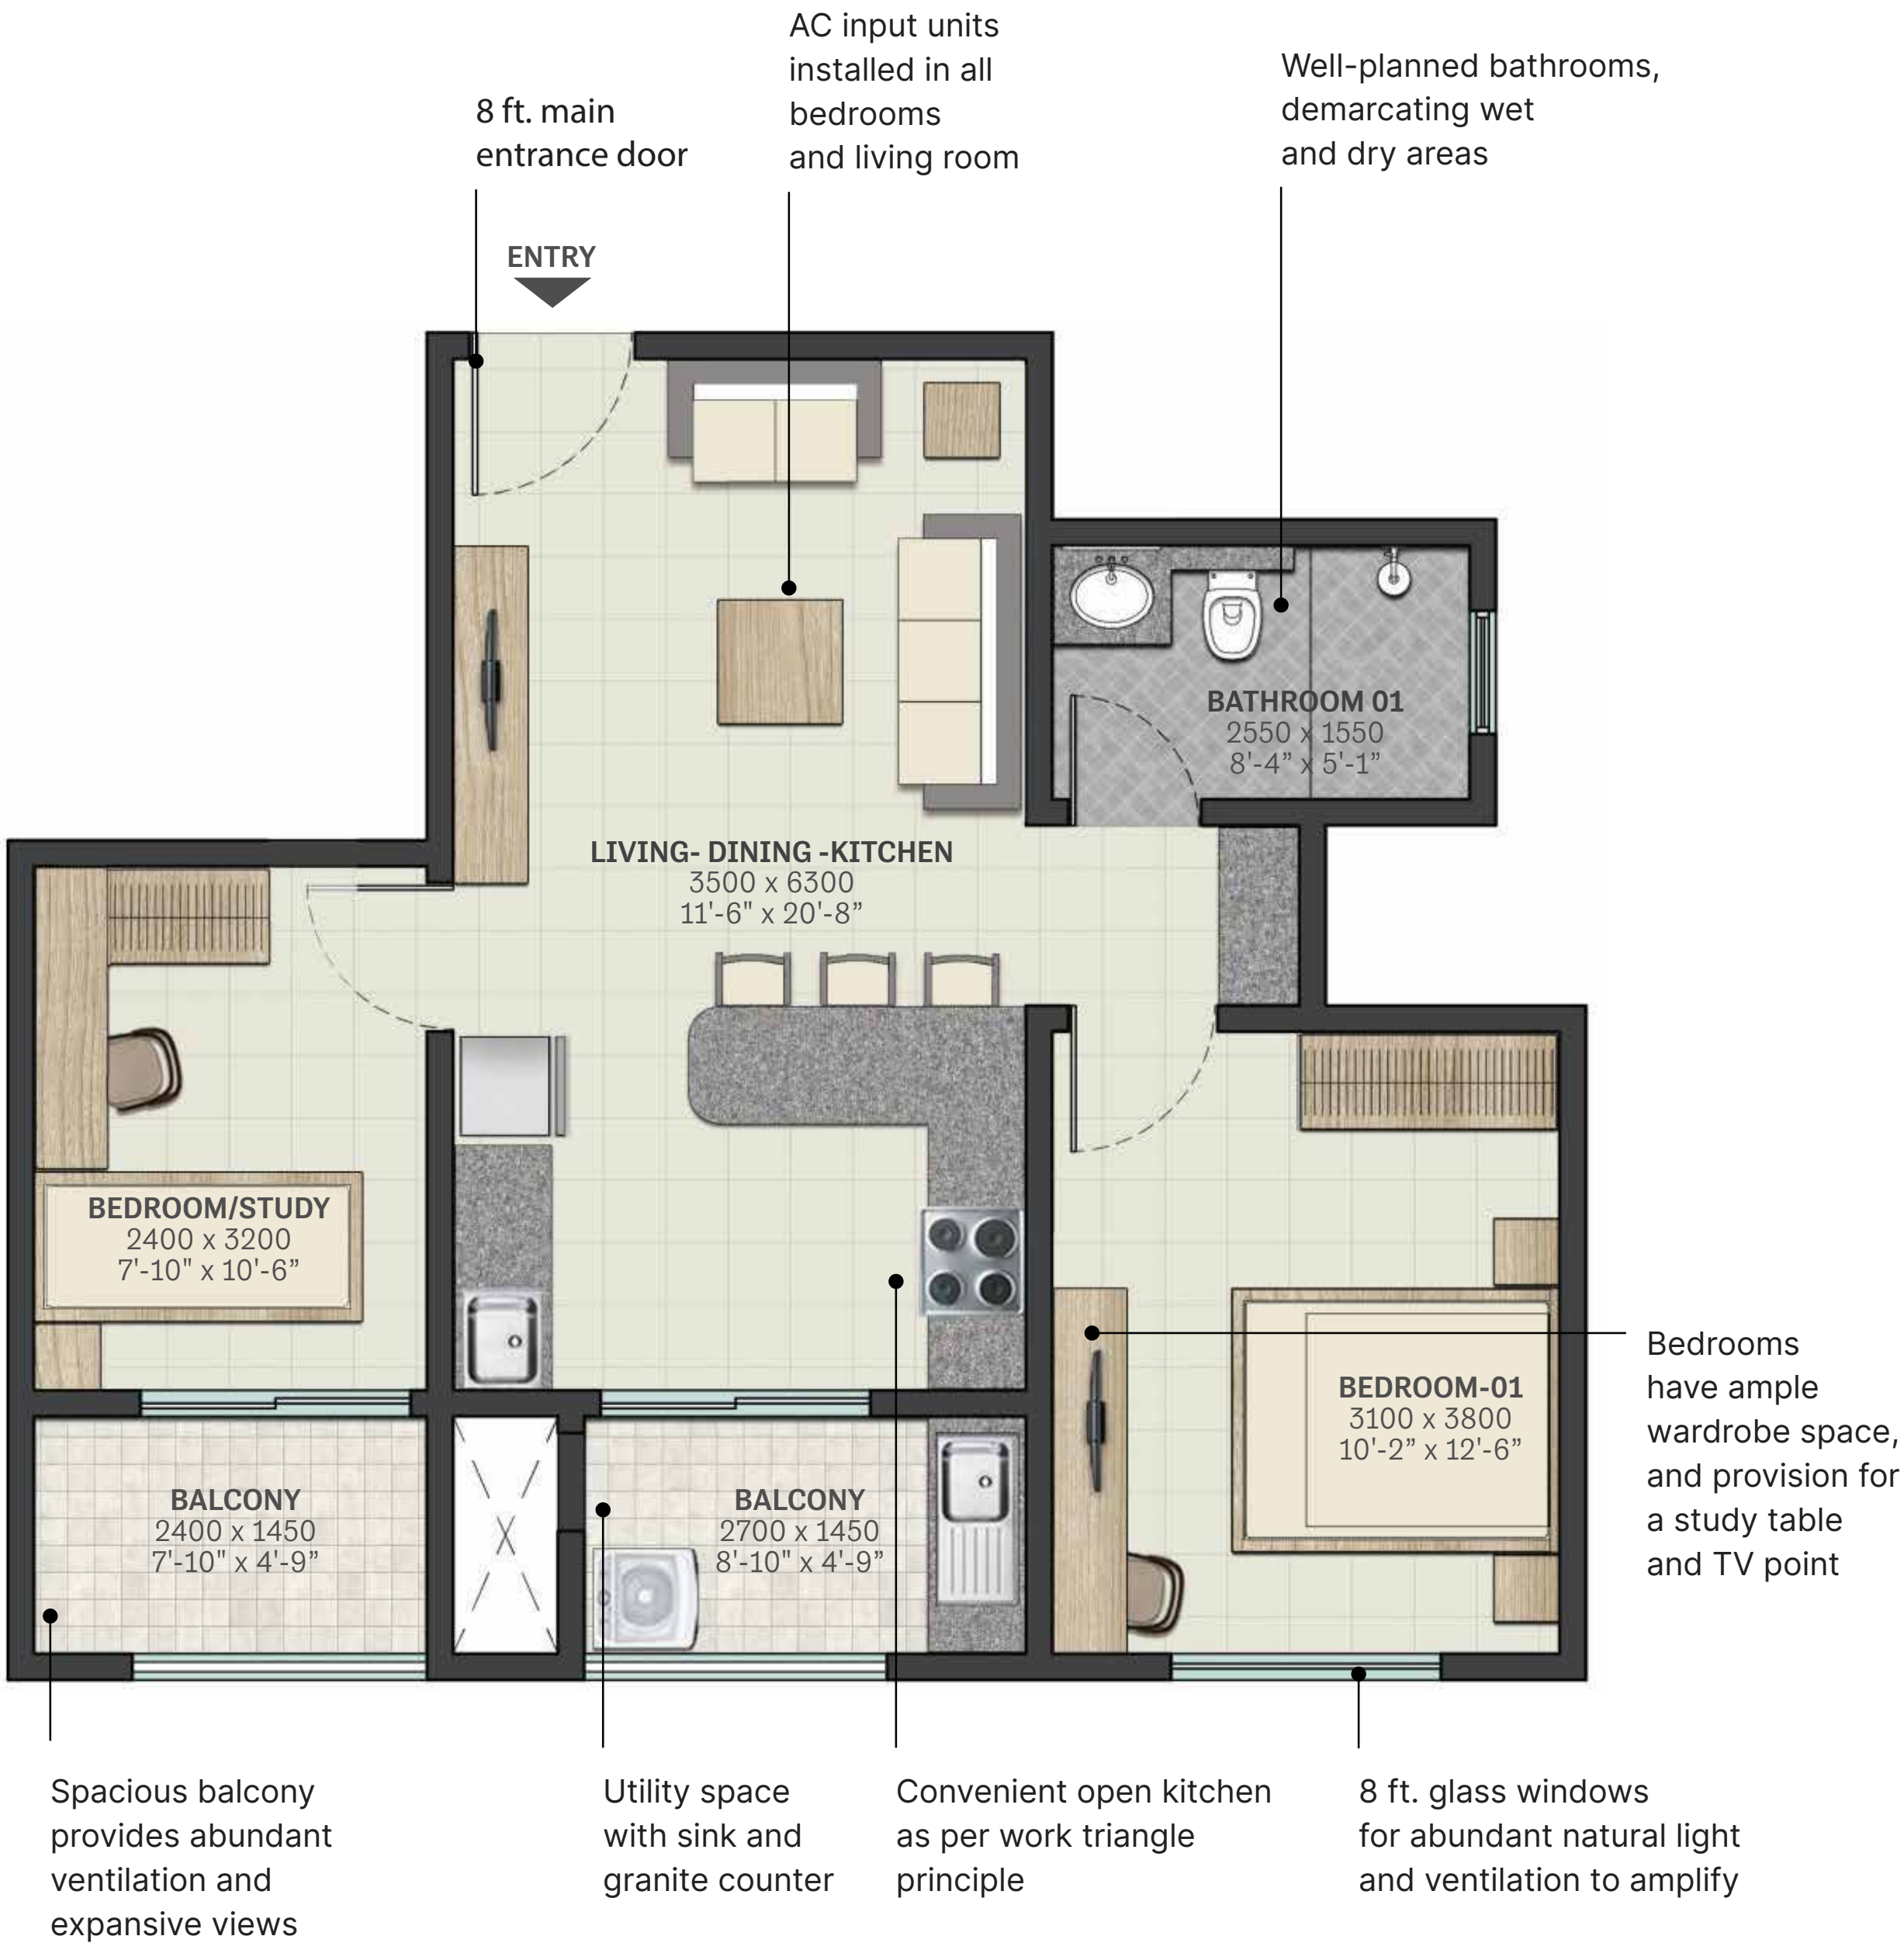 AC input units
installed in all
bedrooms
and living room
Well-planned bathrooms,
demarcating wet
and dry areas
8 ft. main
entrance door
ENTRY
BATHROOM 01
2550 x 1550
8'-4” x 5'-1”
LIVING- DINING -KITCHEN
3500 x 6300
11'-6" x 20'-8”
BEDROOM/STUDY
2400 x 3200
7'-10" x 10'-6”
BEDROOM-01
3100 x 3800
10'-2” x 12'-6”
Bedrooms
have ample
wardrobe space,
and provision for
a study table
and TV point
BALCONY
2400 x 1450
7'-10" x 4'-9”
BALCONY
2700 x 1450
8'-10" x 4'-9”
Spacious balcony
provides abundant
ventilation and
expansive views
Utility space
with sink and
granite counter
Convenient open kitchen
as per work triangle
principle
8 ft. glass windows
for abundant natural light
and ventilation to amplify